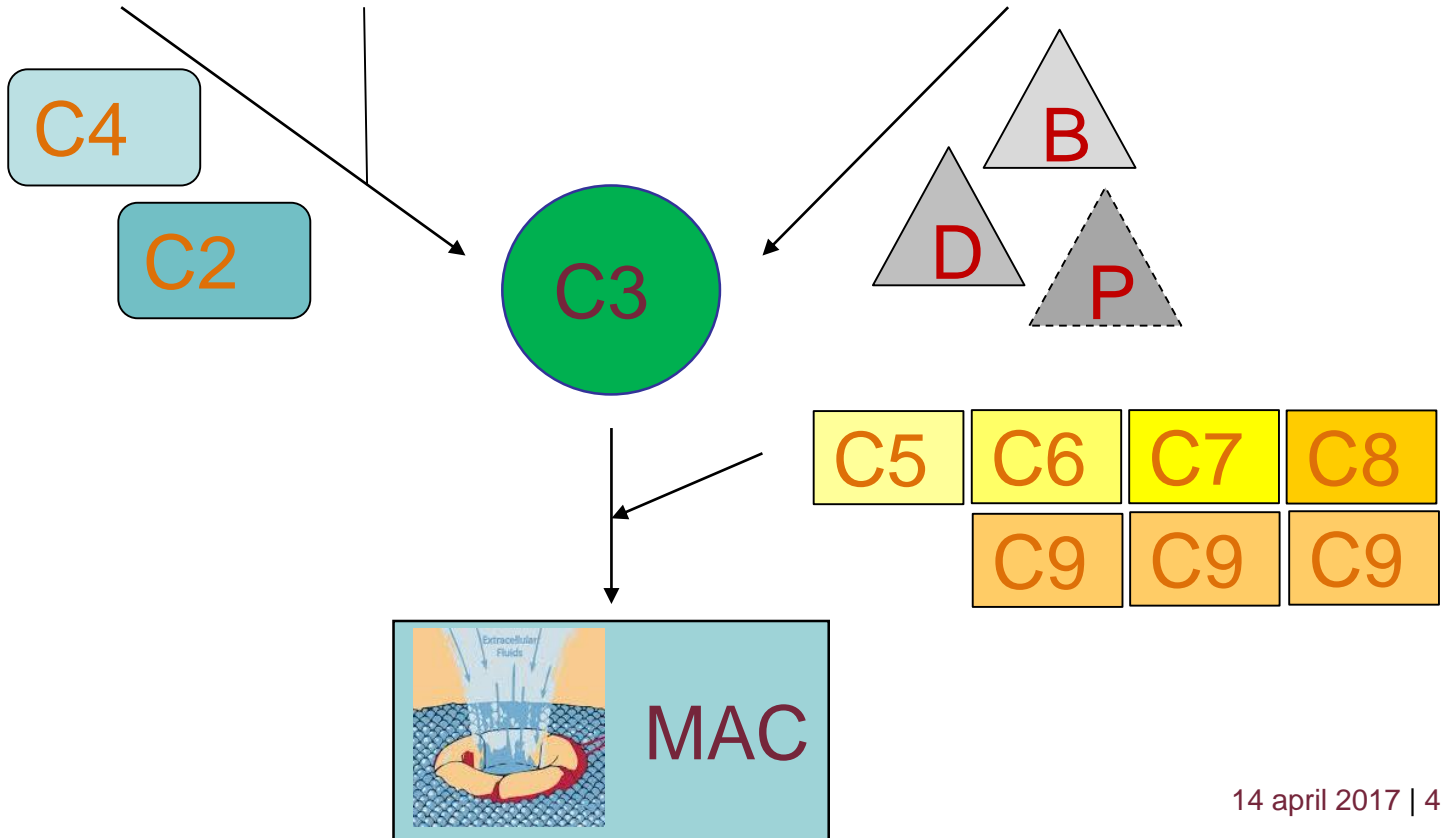 C4
C2
C3
B
D
P
C5 C6 C7 C8
C9 C9 C9
Extracellular
Fluids
MAC
14 april 2017 | 4